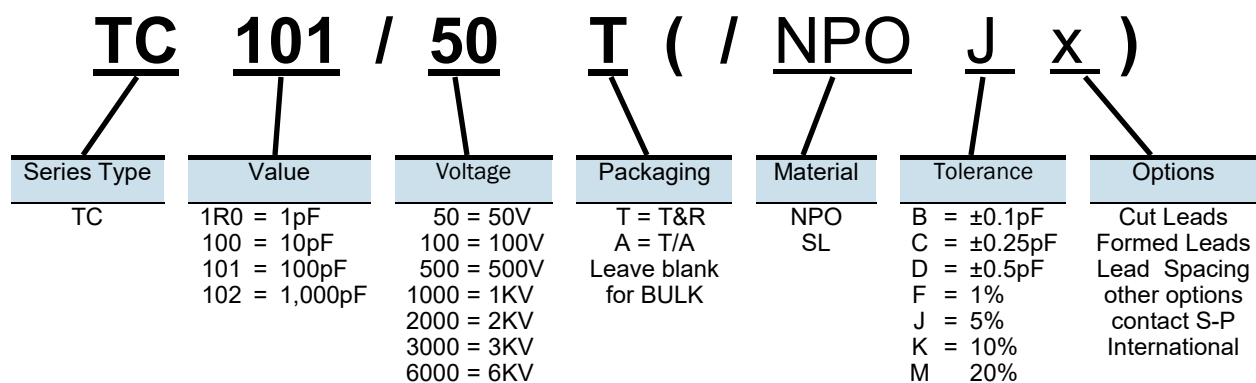 TC 101 / 50 T ( / NPO J x )
Series Type Value Voltage Packaging Material Tolerance Options
TC 1R0 = 1pF 50 = 50V T = T&R NPO B = ±0.1pF Cut Leads
100 = 10pF 100 = 100V A = T/A SL C = ±0.25pF Formed Leads
101 = 100pF 500 = 500V Leave blank D = ±0.5pF Lead Spacing
102 = 1,000pF 1000 = 1KV for BULK F = 1% other options
2000 = 2KV J = 5% contact S-P
3000 = 3KV K = 10% International
6000 = 6KV M 20%